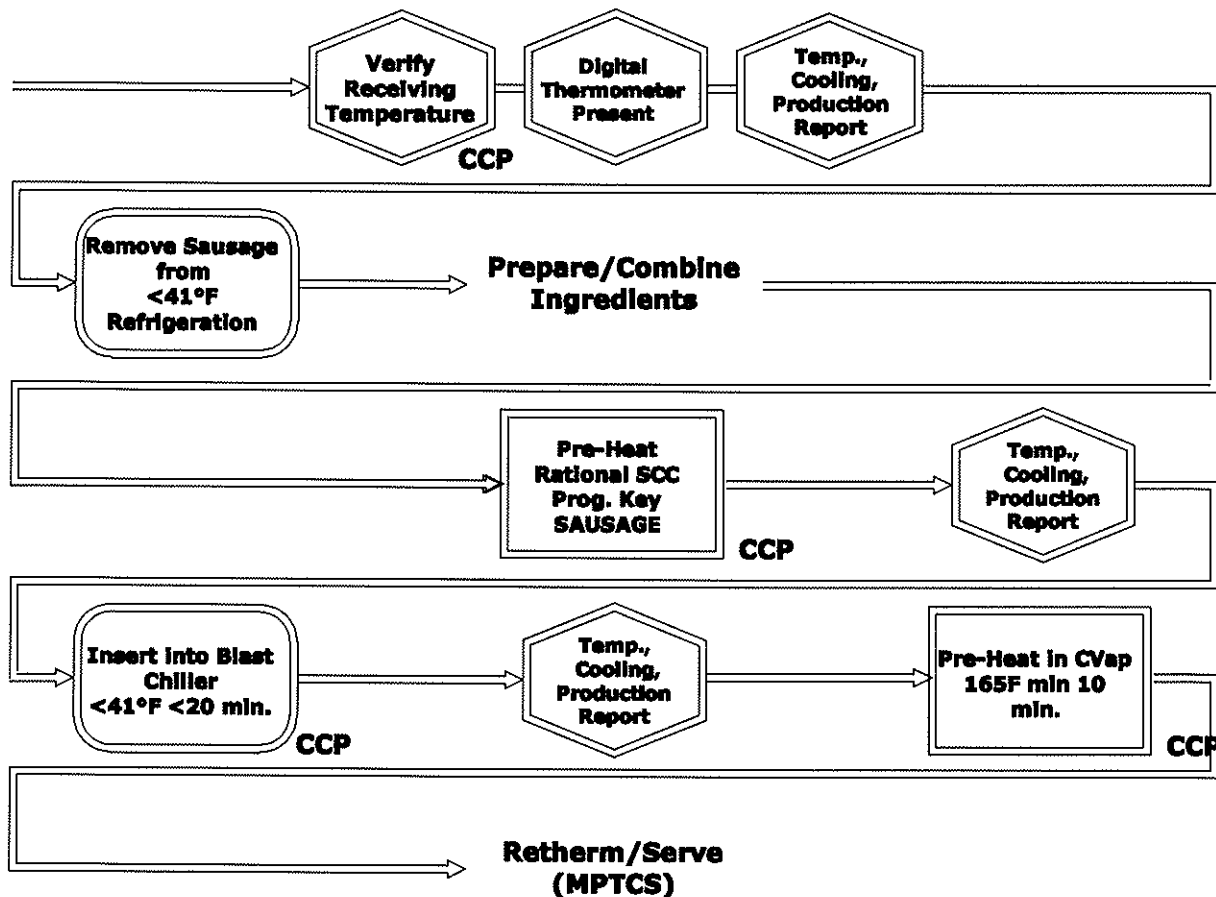 Verify
Receiving
Temperature
CCP
Digital
Thermometer
Present
Temp.,
Cooling,
Production
Report
Remove Sausage
from
<41°F
Refrigeration
Prepare/Combine
Ingredients
Pre-Heat
Rational SCC
Prog. Key
SAUSAGE
CCP
Temp.,
Cooling,
Production
Report
Insert into Blast
Chiller
<41°F <20 min.
CCP
Temp.,
Cooling,
Production
Report
Pre-Heat in CVap
165F min 10
min.
CCP
Retherm/Serve
(MPTCS)